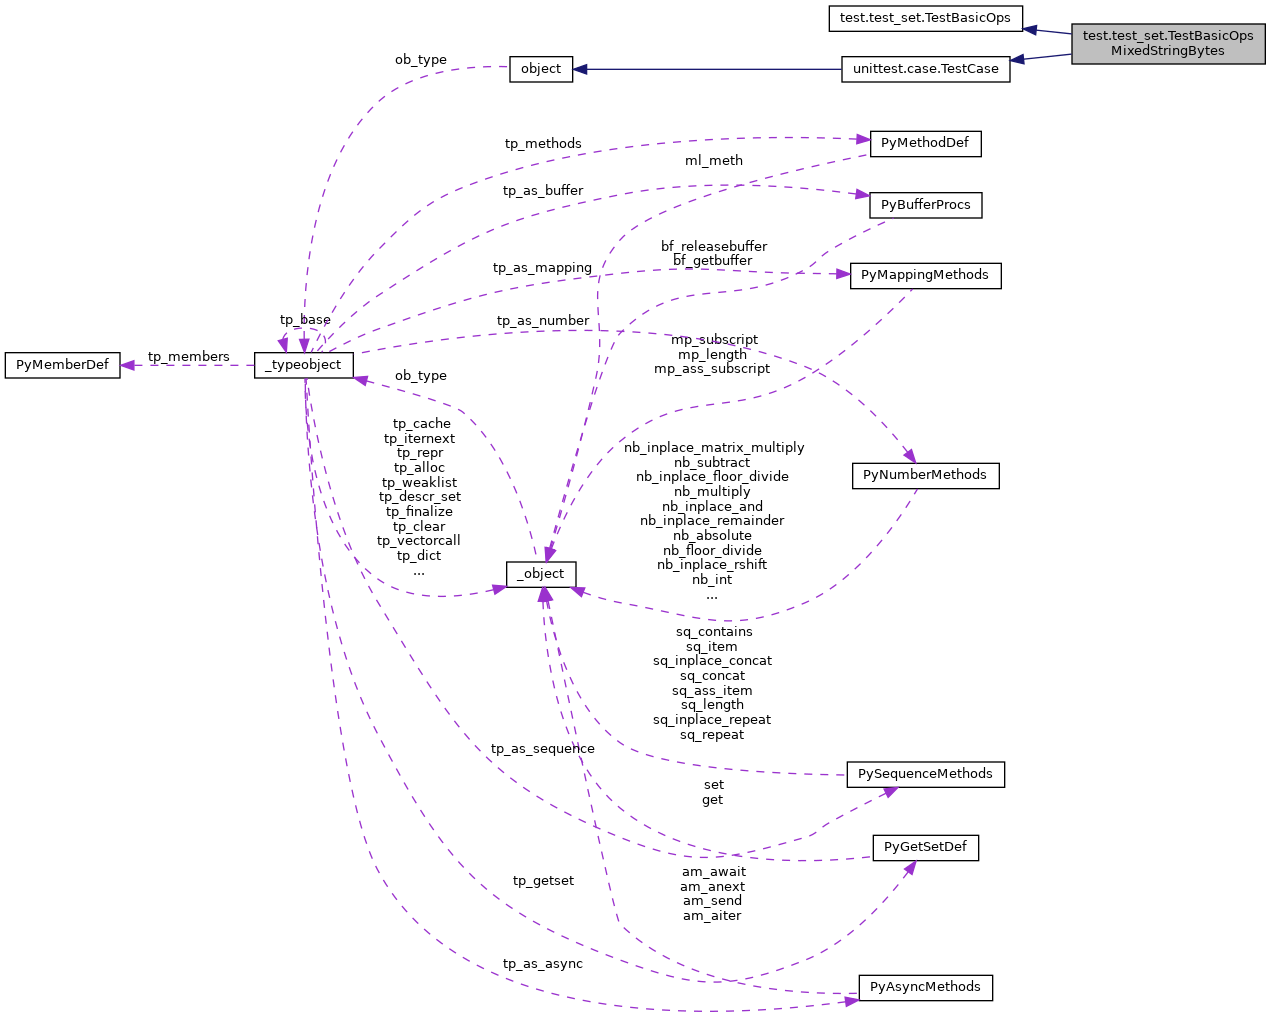 test.test_set.TestBasicOps
test.test_set.TestBasicOps
MixedStringBytes
ob_type
object
unittest.case.TestCase
tp_methods
PyMethodDef
ml_meth
tp_as_buffer
PyBufferProcs
bf_releasebuffer
bf_getbuffer
tp_as_mapping
PyMappingMethods
tp_base
tp_as_number
mp_subscript
mp_length
mp_ass_subscript
PyMemberDef
tp_members
_typeobject
ob_type
tp_cache
tp_iternext
tp_repr
tp_alloc
tp_weaklist
tp_descr_set
tp_finalize
tp_clear
tp_vectorcall
tp_dict
...
nb_inplace_matrix_multiply
nb_subtract
nb_inplace_floor_divide
nb_multiply
nb_inplace_and
nb_inplace_remainder
nb_absolute
nb_floor_divide
nb_inplace_rshift
nb_int
...
PyNumberMethods
_object
sq_contains
sq_item
sq_inplace_concat
sq_concat
sq_ass_item
sq_length
sq_inplace_repeat
sq_repeat
tp_as_sequence
PySequenceMethods
set
get
PyGetSetDef
tp_getset
am_await
am_anext
am_send
am_aiter
tp_as_async
PyAsyncMethods